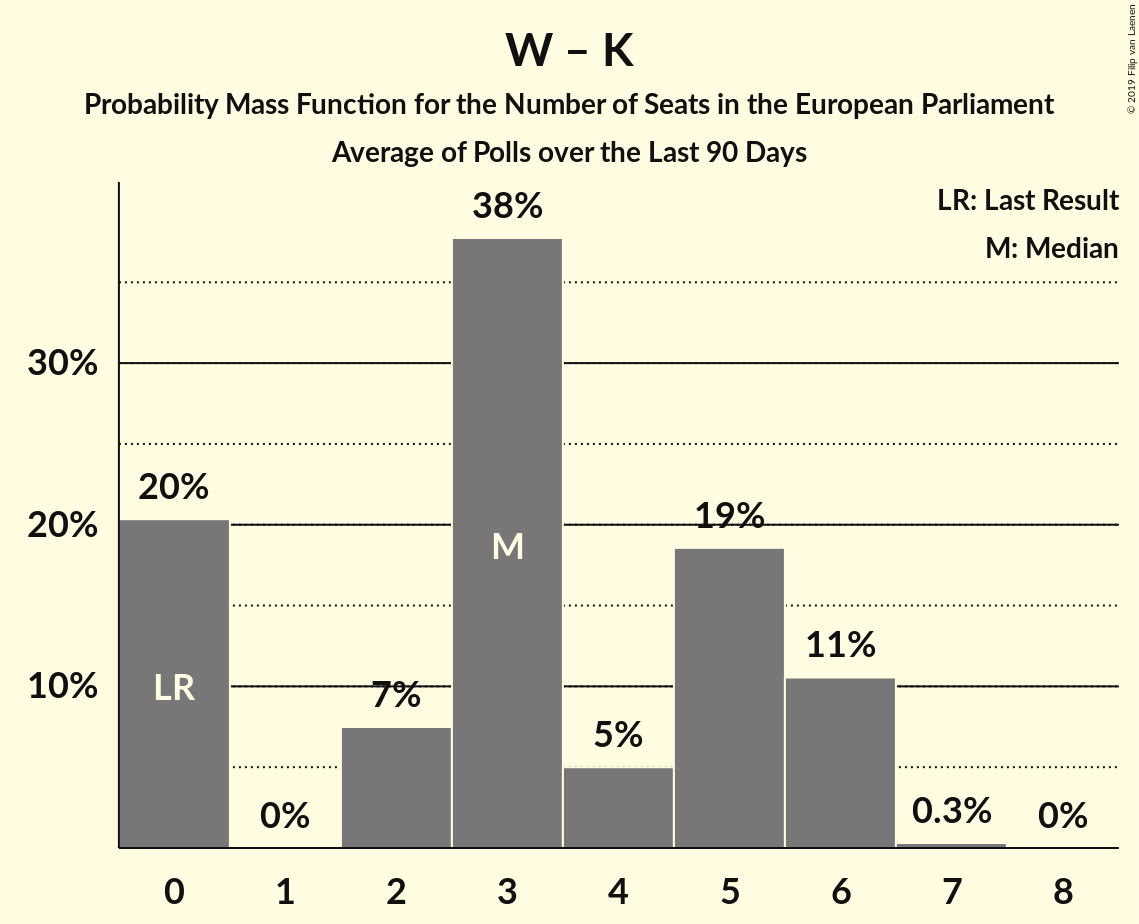 W – K
Probability Mass Function for the Number of Seats in the European Parliament
Average of Polls over the Last 90 Days
© 2019 Filip van Laenen
LR: Last Result
M: Median
38%
30%
20%
20%
19%
M
11%
10%
LR
7%
5%
0%
0.3%
0%
0 1 2 3 4 5 6 7 8